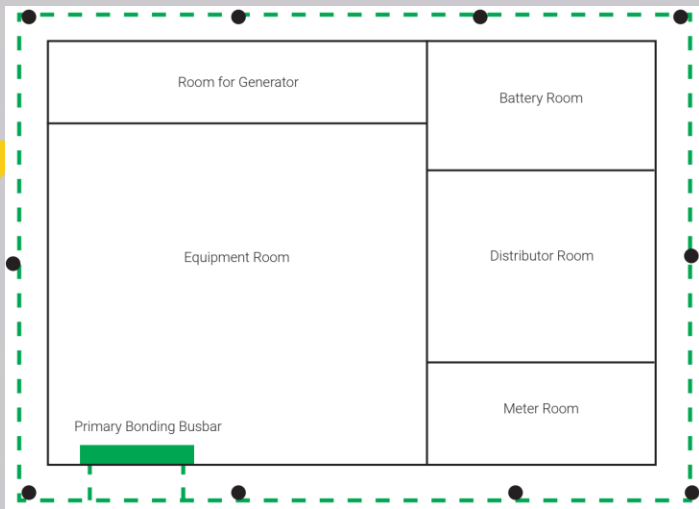 Room for Generator
Battery Room
Equipment Room
Distributor Room
Meter Room
Primary Bonding Busbar